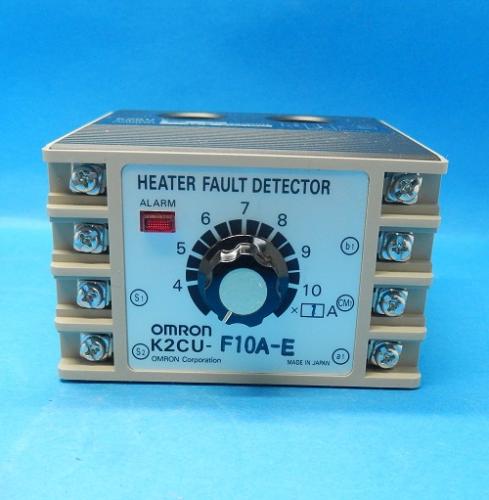 HEATER FAULT DETECTOR
ALARM
7
6 8
5 9
4 10
b1
S1
× 1 A
CM1
OMRON
K2CU-F10A-E
S2
OMRON Corporation
MADE IN JAPAN
a1